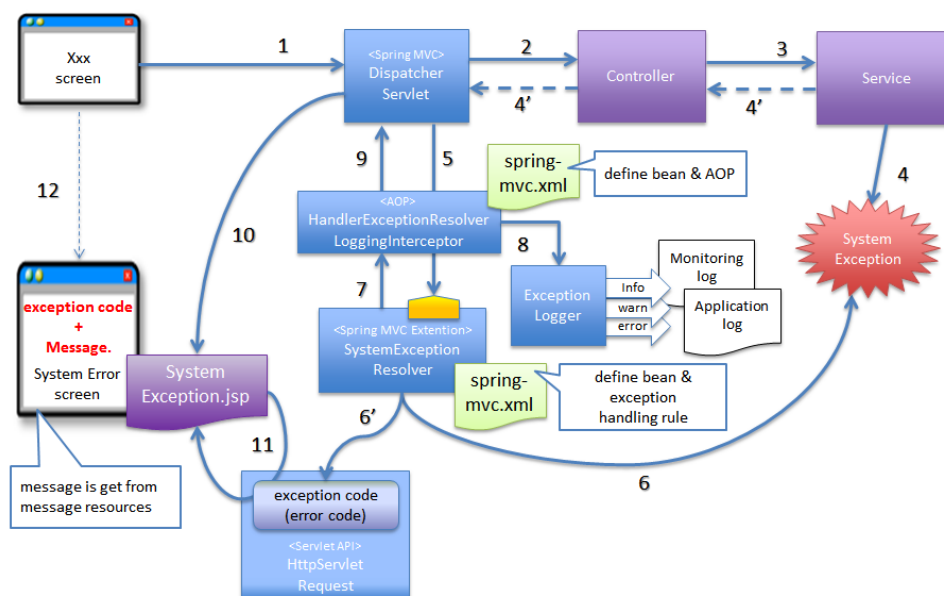 Xxx
screen
1
<Spring MVC>
Dispatcher
Servlet
2
4’
Controller
3
4’
Service
4
System
Exception
12
9
5
spring-
mvc.xml
define bean & AOP
<AOP>
HandlerExceptionResolver
LoggingInterceptor
10
8
7
Exception
Logger
Info
warn
error
Monitoring
log
Application
log
exception code
+
Message.
System Error
screen
System
Exception.jsp
<Spring MVC Extention>
SystemException
Resolver
spring-
mvc.xml
define bean &
exception
handling rule
6’
6
11
message is get from
message resources
exception code
(error code)
<Servlet API>
HttpServlet
Request